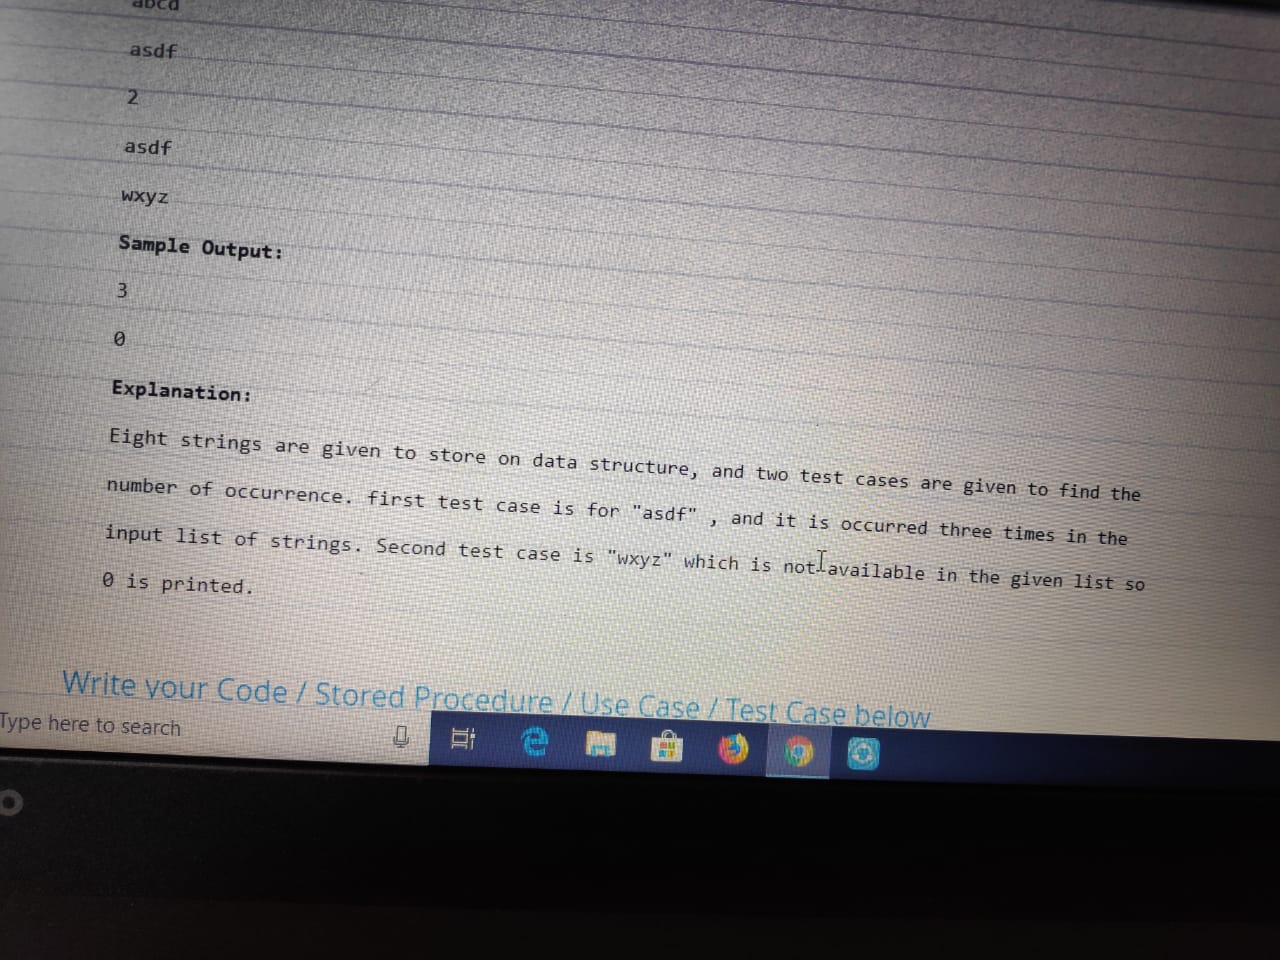 abcd
asdf
2
asdf
wxyz
Sample Output:
3
0
Explanation:
Eight strings are given to store on data structure, and two test cases are given to find the
number of occurrence. first test case is for "asdf" , and it is occurred three times in the
input list of strings. Second test case is "wxyz" which is not available in the given list so
0 is printed.
Write your Code / Stored Procedure / Use Case / Test Case below
Type here to search